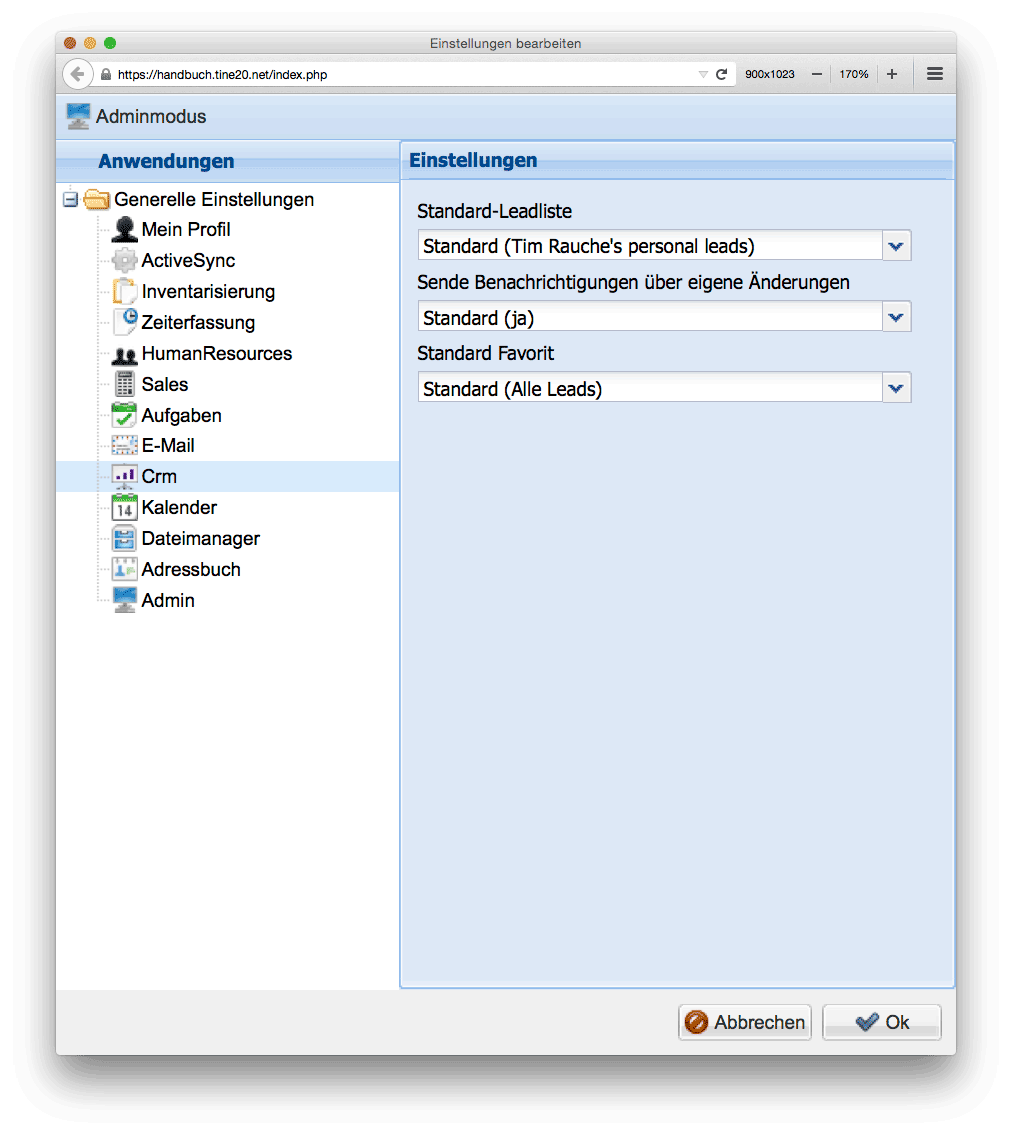 Einstellungen bearbeiten
https://handbuch.tine20.net/index.php
900x1023
170%
Adminmodus
Anwendungen
Generelle Einstellungen
Mein Profil
ActiveSync
Inventarisierung
Zeiterfassung
HumanResources
Sales
Aufgaben
E-Mail
Crm
14
Kalender
Dateimanager
Adressbuch
Admin
Einstellungen
Standard-Leadliste
Standard (Tim Rauche's personal leads)
Sende Benachrichtigungen über eigene Änderungen
Standard (ja)
Standard Favorit
Standard (Alle Leads)
Abbrechen
Ok